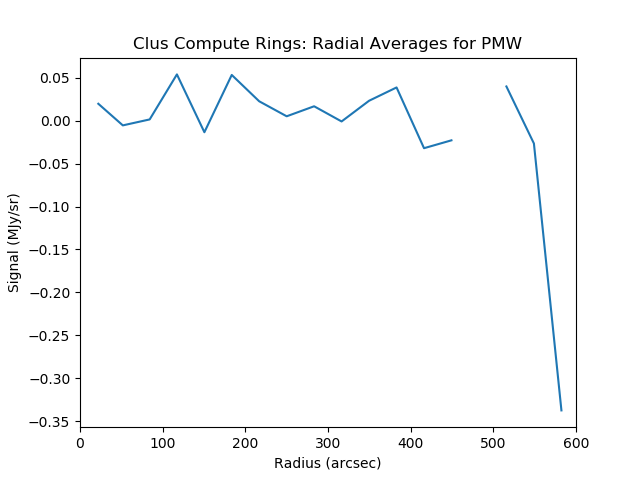 Clus Compute Rings: Radial Averages for PMW
0.05
0.00
−0.05
−0.10
−0.15
−0.20
−0.25
−0.30
−0.35
Signal (MJy/sr)
0 100 200 300 400 500 600
Radius (arcsec)